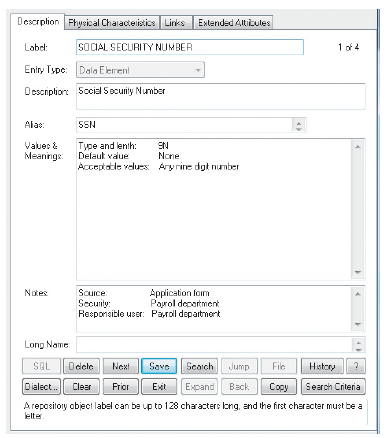 Description Physical Characteristics Links Extended Attributes
Label: SOCIAL SECURITY NUMBER 1 of 4
Entry Type: Data Element
Description: Social Security Number
Alias: SSN
Values & Meanings: Type and lenth: 9N
Default value: None
Acceptable values: Any nine digit number
Notes: Source: Application form
Security: Payroll department
Responsible user: Payroll department
Long Name:
SQL Delete Next Save Search Jump File History ?
Dialect... Clear Prior Exit Expand Back Copy Search Criteria
A repository object label can be up to 128 characters long, and the first character must be a
letter.